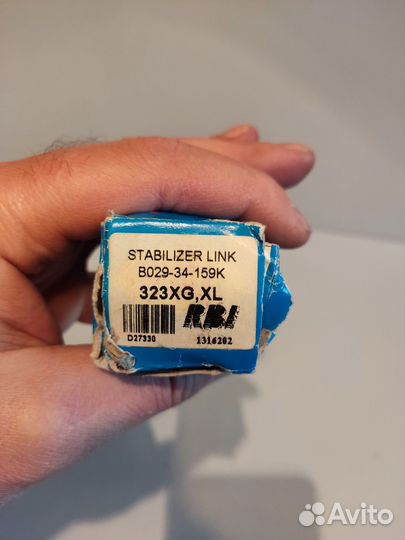 STABILIZER LINK
B029-34-159K
323XG,XL
RBI
D27330
1316202
Avito